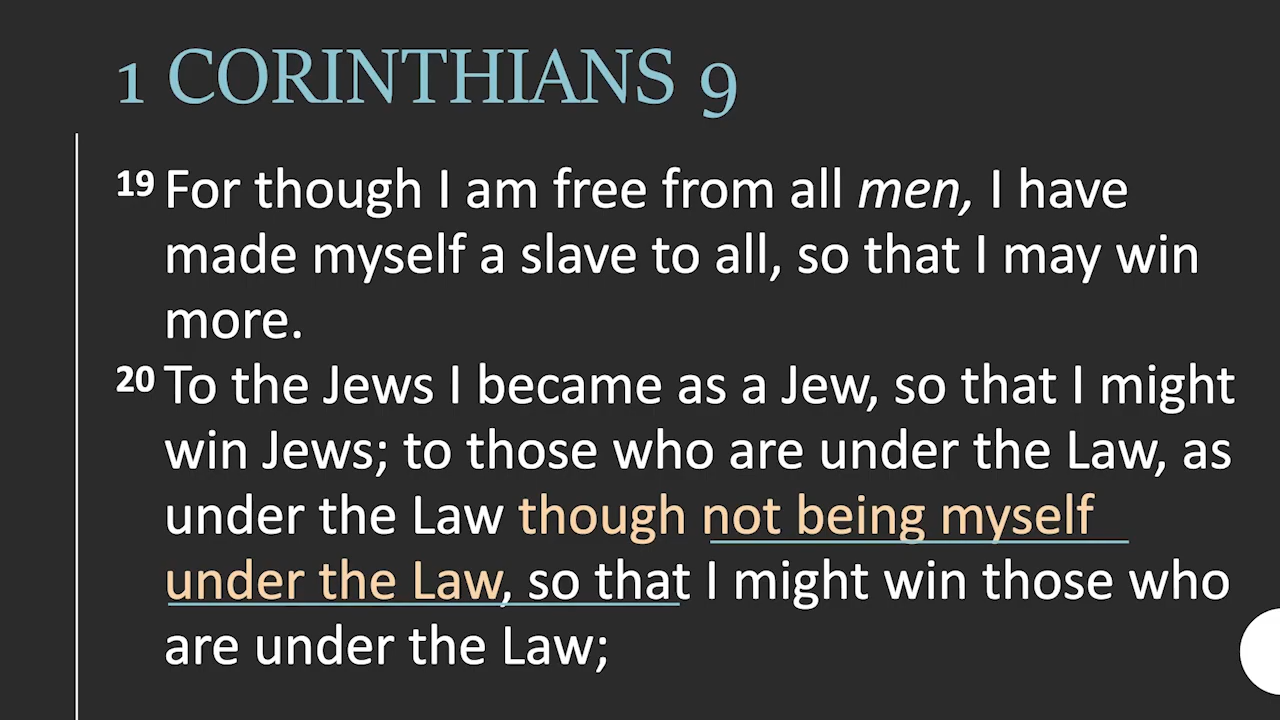 1 CORINTHIANS 9
19 For though I am free from all men, I have
made myself a slave to all, so that I may win
more.
20 To the Jews I became as a Jew, so that I might
win Jews; to those who are under the Law, as
under the Law though not being myself
under the Law, so that I might win those who
are under the Law;